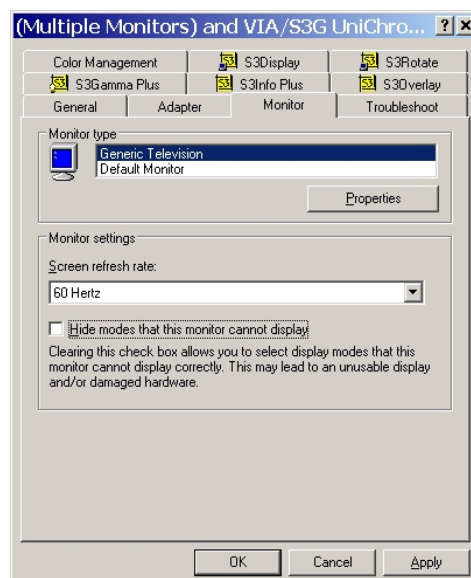 (Multiple Monitors) and VIA/S3G UniChro...
Color Management S3Display S3Rotate
S3Gamma Plus S3Info Plus S3Overlay
General Adapter Monitor Troubleshoot
Monitor type
Generic Television
Default Monitor
Properties
Monitor settings
Screen refresh rate:
60 Hertz
Hide modes that this monitor cannot display
Clearing this check box allows you to select display modes that this
monitor cannot display correctly. This may lead to an unusable display
and/or damaged hardware.
OK Cancel Apply